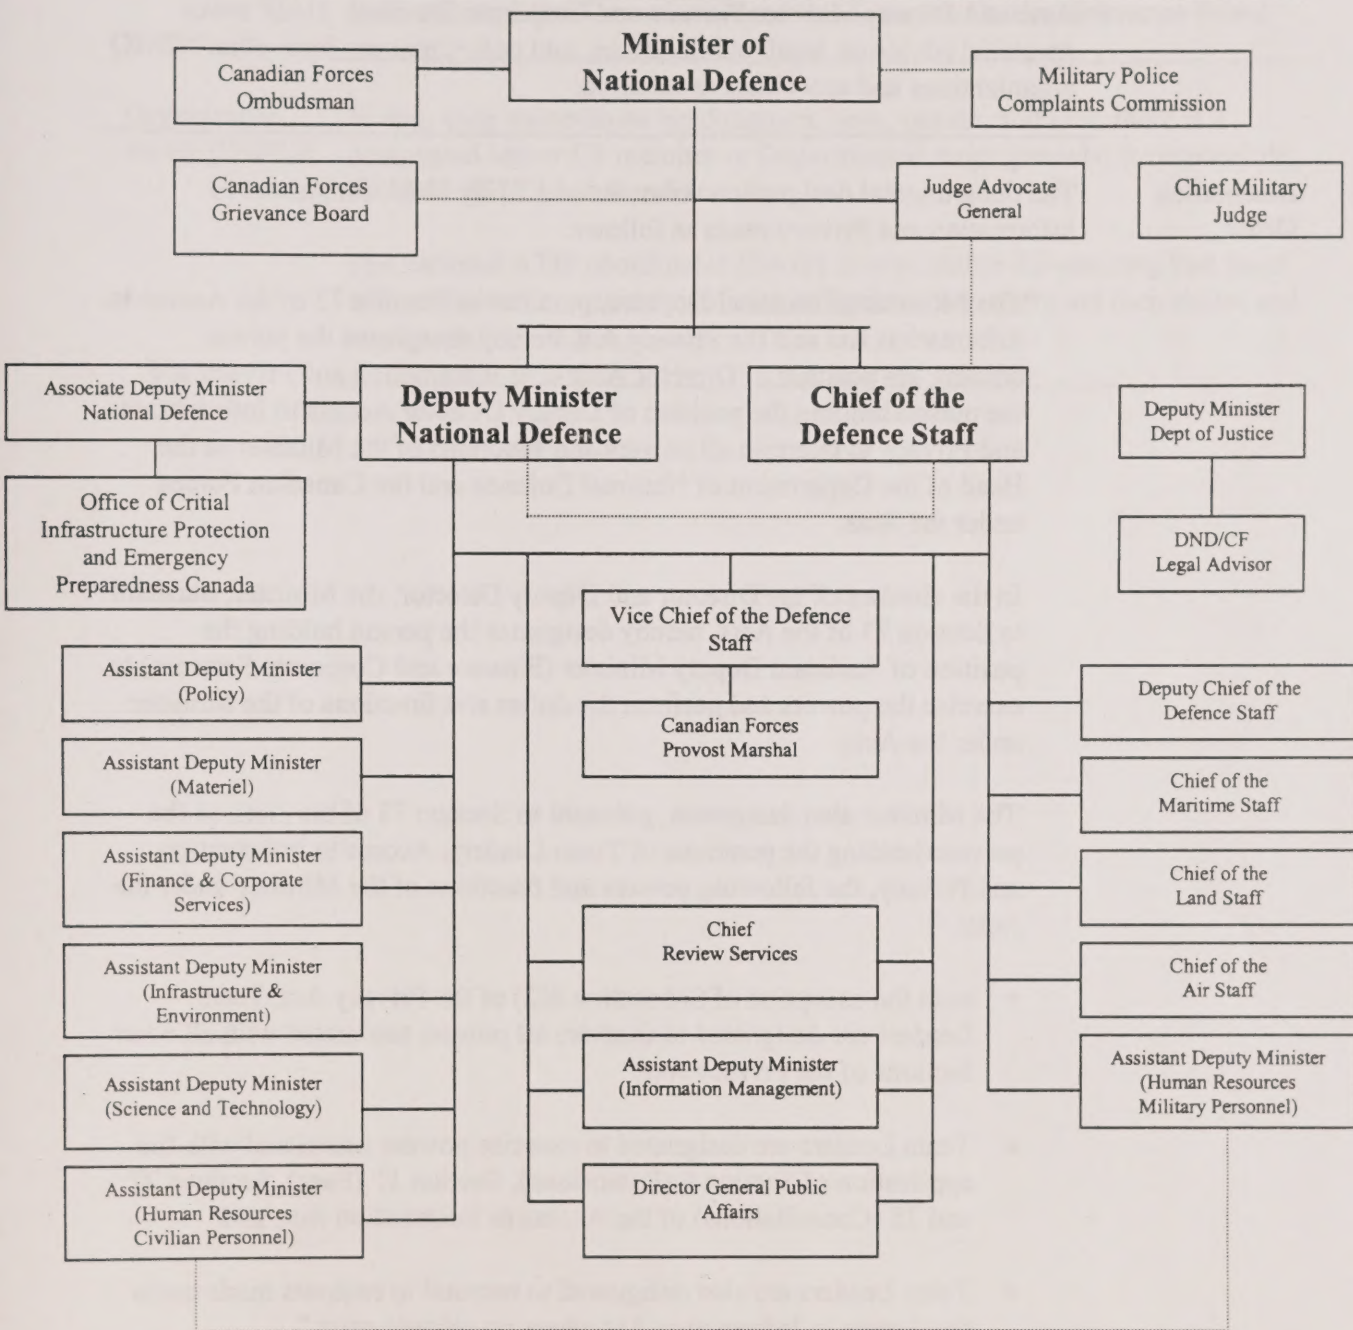 Minister of
National Defence
Canadian Forces
Ombudsman
Military Police
Complaints Commission
Canadian Forces
Grievance Board
Judge Advocate
General
Chief Military
Judge
Associate Deputy Minister
National Defence
Deputy Minister
National Defence
Chief of the
Defence Staff
Deputy Minister
Dept of Justice
Office of Critial
Infrastructure Protection
and Emergency
Preparedness Canada
DND/CF
Legal Advisor
Vice Chief of the Defence
Staff
Canadian Forces
Provost Marshal
Assistant Deputy Minister
(Policy)
Assistant Deputy Minister
(Materiel)
Assistant Deputy Minister
(Finance & Corporate
Services)
Assistant Deputy Minister
(Infrastructure &
Environment)
Assistant Deputy Minister
(Science and Technology)
Assistant Deputy Minister
(Human Resources
Civilian Personnel)
Chief
Review Services
Assistant Deputy Minister
(Information Management)
Director General Public
Affairs
Deputy Chief of the
Defence Staff
Chief of the
Maritime Staff
Chief of the
Land Staff
Chief of the
Air Staff
Assistant Deputy Minister
(Human Resources
Military Personnel)